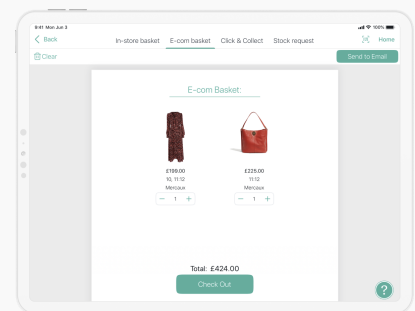 9:41 Mon Jun 3
100%
Back
In-store basket
E-com basket
Click & Collect
Stock request
Home
Clear
Send to Email
E-com Basket:
£199.00
£225.00
10, 11:12
11:12
Mercaux
Mercaux
− 1 +
− 1 +
Total: £424.00
Check Out
?